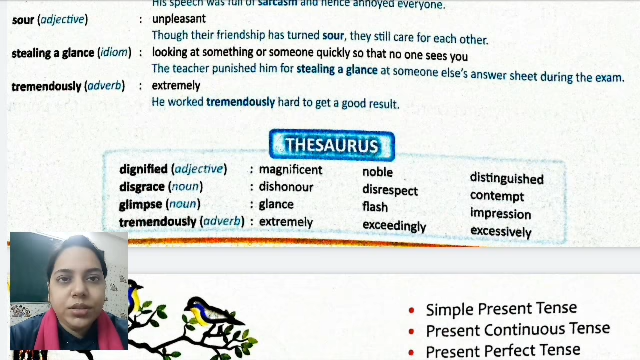 His speech was full of sarcasm and hence annoyed everyone.
sour (adjective) : unpleasant
Though their friendship has turned sour, they still care for each other.
stealing a glance (idiom) : looking at something or someone quickly so that no one sees you
The teacher punished him for stealing a glance at someone else's answer sheet during the exam.
tremendously (adverb) : extremely
He worked tremendously hard to get a good result.
THESAURUS
dignified (adjective) : magnificent noble distinguished
disgrace (noun) : dishonour disrespect contempt
glimpse (noun) : glance flash impression
tremendously (adverb) : extremely exceedingly excessively
• Simple Present Tense
• Present Continuous Tense
• Present Perfect Tense